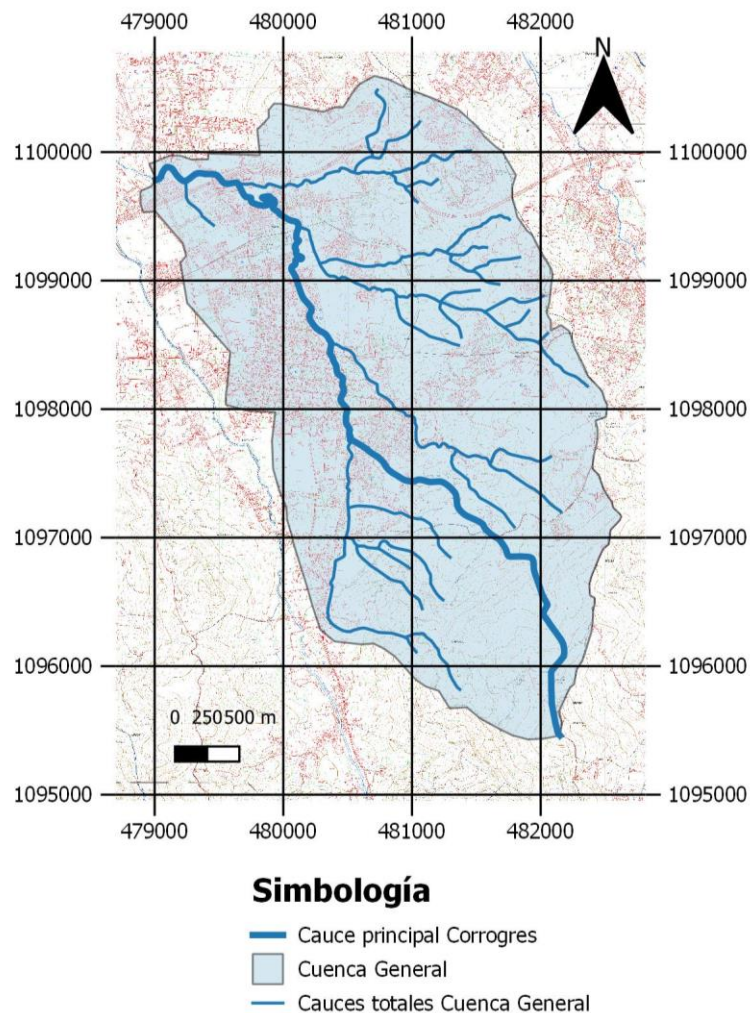 479000 480000 481000 482000
N
1100000 1100000
1099000 1099000
1098000 1098000
1097000 1097000
1096000 1096000
0 250500 m
1095000 1095000
479000 480000 481000 482000
Simbología
Cauce principal Corrogres
Cuenca General
Cauces totales Cuenca General